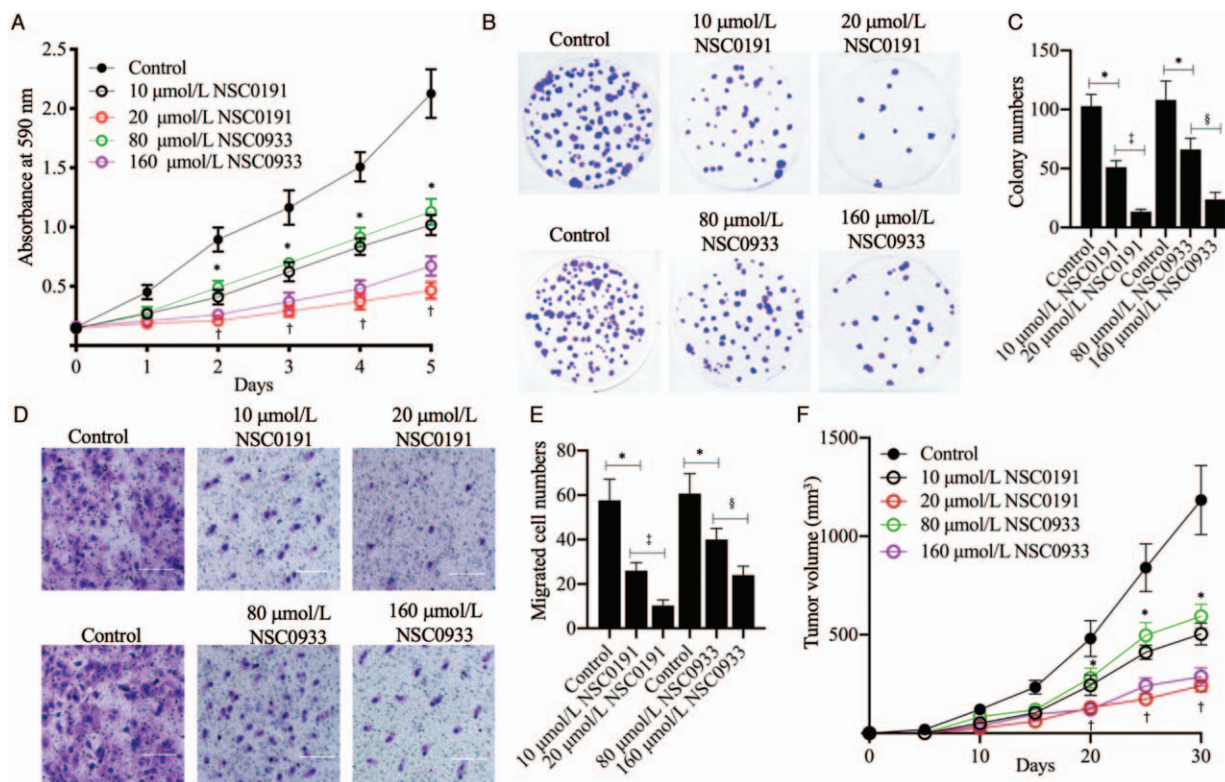 A
2.5
2.0
1.5
1.0
0.5
Absorbance at 590 nm
Control
10 μmol/L NSC0191
20 μmol/L NSC0191
80 μmol/L NSC0933
160 μmol/L NSC0933
*
*
*
*
†
†
†
†
0 1 2 3 4 5
Days
B
Control
10 μmol/L
NSC0191
20 μmol/L
NSC0191
Control
80 μmol/L
NSC0933
160 μmol/L
NSC0933
C
150
100
50
0
Colony numbers
*
‡
*
§
Control
10 μmol/L NSC0191
20 μmol/L NSC0191
Control
80 μmol/L NSC0933
160 μmol/L NSC0933
D
Control
10 μmol/L
NSC0191
20 μmol/L
NSC0191
Control
80 μmol/L
NSC0933
160 μmol/L
NSC0933
E
80
60
40
20
0
Migrated cell numbers
*
‡
*
§
Control
10 μmol/L NSC0191
20 μmol/L NSC0191
Control
80 μmol/L NSC0933
160 μmol/L NSC0933
F
1500
1000
500
Tumor volume (mm³)
Control
10 μmol/L NSC0191
20 μmol/L NSC0191
80 μmol/L NSC0933
160 μmol/L NSC0933
*
*
*
†
†
†
0 10 20 30
Days